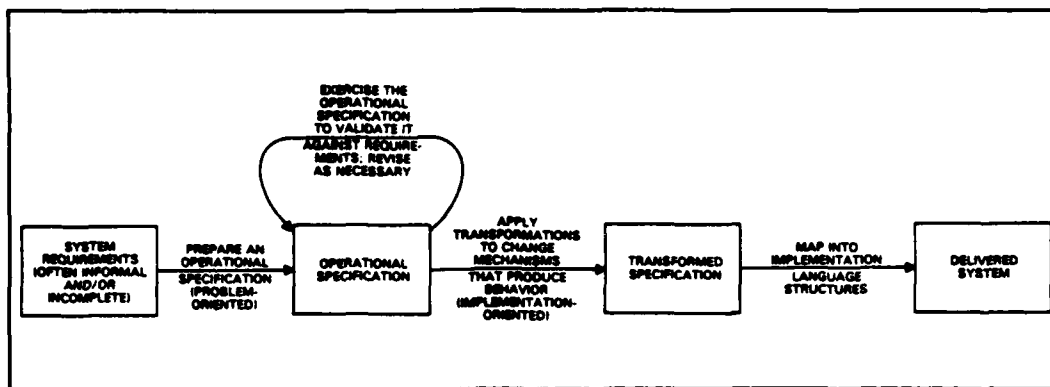 EXERCISE THE
OPERATIONAL
SPECIFICATION
TO VALIDATE IT
AGAINST REQUIRE-
MENTS; REVISE
AS NECESSARY
SYSTEM
REQUIREMENTS
(OFTEN INFORMAL
AND/OR
INCOMPLETE)
PREPARE AN
OPERATIONAL
SPECIFICATION
(PROBLEM-
ORIENTED)
OPERATIONAL
SPECIFICATION
APPLY
TRANSFORMATIONS
TO CHANGE
MECHANISMS
THAT PRODUCE
BEHAVIOR
(IMPLEMENTATION-
ORIENTED)
TRANSFORMED
SPECIFICATION
MAP INTO
IMPLEMENTATION
LANGUAGE
STRUCTURES
DELIVERED
SYSTEM